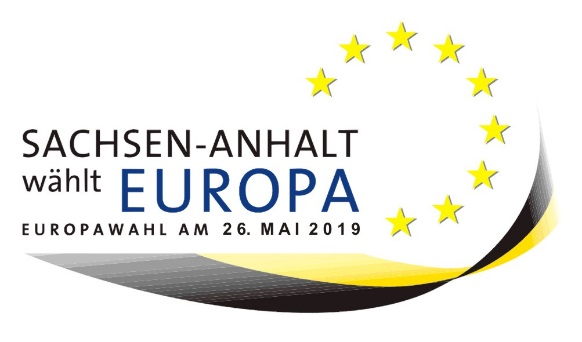 SACHSEN-ANHALT
wählt EUROPA
EUROPAWAHL AM 26. MAI 2019